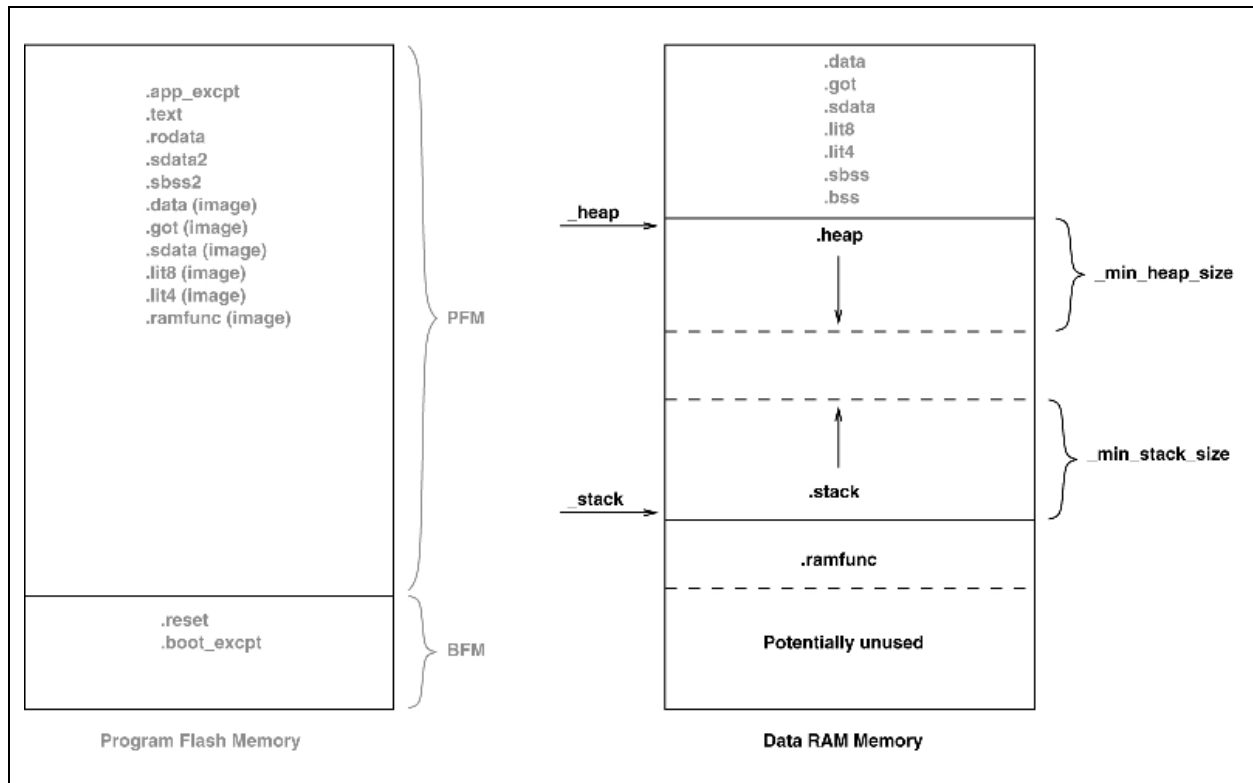 .app_excpt
.text
.rodata
.sdata2
.sbss2
.data (image)
.got (image)
.sdata (image)
.lit8 (image)
.lit4 (image)
.ramfunc (image)
PFM
.reset
.boot_excpt
BFM
Program Flash Memory
.data
.got
.sdata
.lit8
.lit4
.sbss
.bss
_heap
.heap
_min_heap_size
_min_stack_size
.stack
_stack
.ramfunc
Potentially unused
Data RAM Memory